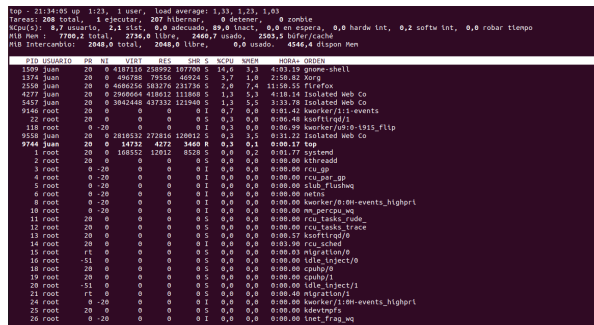 top - 21:34:05 up  1:23,  1 user,  load average: 1,33, 1,23, 1,03
Tareas: 208 total,   1 ejecutar,  207 hibernar,    0 detener,    0 zombie
%Cpu(s):  8,7 usuario,  2,1 sist,  0,0 adecuado, 89,0 inact,  0,0 en espera,  0,0 hardw int,  0,2 softw int,  0,0 robar tiempo
MiB Mem :   7700,2 total,   2736,0 libre,   2460,7 usado,   2503,5 búfer/caché
MiB Intercambio:   2048,0 total,   2048,0 libre,      0,0 usado.   4546,4 dispon Mem
PID USUARIO   PR  NI    VIRT    RES    SHR S  %CPU  %MEM     HORA+ ORDEN
1509 juan      20   0 4187116 258992 107700 S  14,6   3,3   4:03.19 gnome-shell
1374 juan      20   0  496788  79556  46924 S   3,7   1,0   2:50.82 Xorg
2550 juan      20   0 4606256 583276 231736 S   2,0   7,4  11:50.55 firefox
4277 juan      20   0 2960664 418612 111860 S   1,3   5,3   4:18.14 Isolated Web Co
5457 juan      20   0 3042448 437332 121940 S   1,3   5,5   3:33.78 Isolated Web Co
9146 root      20   0       0      0      0 I   0,7   0,0   0:01.42 kworker/1:1-events
22 root      20   0       0      0      0 S   0,3   0,0   0:06.48 ksoftirqd/1
118 root       0 -20       0      0      0 I   0,3   0,0   0:06.99 kworker/u9:0-i915_flip
9558 juan      20   0 2810532 272816 120012 S   0,3   3,5   0:31.22 Isolated Web Co
9744 juan      20   0   14732   4272   3460 R   0,3   0,1   0:00.17 top
1 root      20   0  168552  12012   8528 S   0,0   0,2   0:01.77 systemd
2 root      20   0       0      0      0 S   0,0   0,0   0:00.00 kthreadd
3 root       0 -20       0      0      0 I   0,0   0,0   0:00.00 rcu_gp
4 root       0 -20       0      0      0 I   0,0   0,0   0:00.00 rcu_par_gp
5 root       0 -20       0      0      0 I   0,0   0,0   0:00.00 slub_flushwq
6 root       0 -20       0      0      0 I   0,0   0,0   0:00.00 netns
8 root       0 -20       0      0      0 I   0,0   0,0   0:00.00 kworker/0:0H-events_highpri
10 root       0 -20       0      0      0 I   0,0   0,0   0:00.00 mm_percpu_wq
11 root      20   0       0      0      0 S   0,0   0,0   0:00.00 rcu_tasks_rude_
12 root      20   0       0      0      0 S   0,0   0,0   0:00.00 rcu_tasks_trace
13 root      20   0       0      0      0 S   0,0   0,0   0:00.57 ksoftirqd/0
14 root      20   0       0      0      0 I   0,0   0,0   0:03.90 rcu_sched
15 root      rt   0       0      0      0 S   0,0   0,0   0:00.03 migration/0
16 root     -51   0       0      0      0 S   0,0   0,0   0:00.00 idle_inject/0
18 root      20   0       0      0      0 S   0,0   0,0   0:00.00 cpuhp/0
19 root      20   0       0      0      0 S   0,0   0,0   0:00.00 cpuhp/1
20 root     -51   0       0      0      0 S   0,0   0,0   0:00.00 idle_inject/1
21 root      rt   0       0      0      0 S   0,0   0,0   0:00.40 migration/1
24 root       0 -20       0      0      0 I   0,0   0,0   0:00.00 kworker/1:0H-events_highpri
25 root      20   0       0      0      0 S   0,0   0,0   0:00.00 kdevtmpfs
26 root       0 -20       0      0      0 I   0,0   0,0   0:00.00 inet_frag_wq